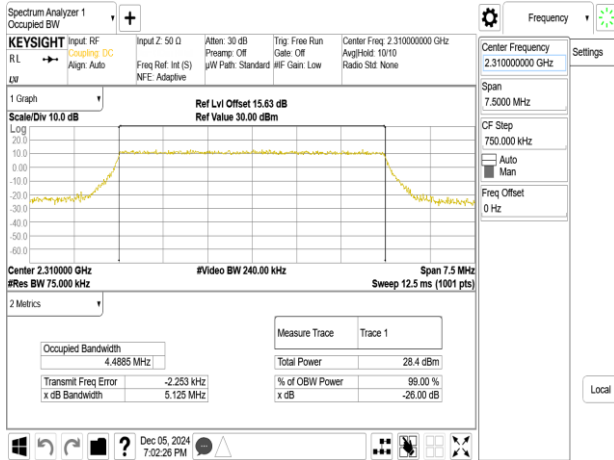 Spectrum Analyzer 1
Occupied BW
Frequency
KEYSIGHT
Input: RF
Coupling: DC
Align: Auto
Input Z: 50 Ω
Freq Ref: Int (S)
NFE: Adaptive
Atten: 30 dB
Preamp: Off
µW Path: Standard
Trig: Free Run
Gate: Off
#IF Gain: Low
Center Freq: 2.310000000 GHz
Avg|Hold: 10/10
Radio Std: None
RL
LXI
Center Frequency
2.310000000 GHz
Settings
Span
7.5000 MHz
CF Step
750.000 kHz
Auto
Man
Freq Offset
0 Hz
Local
1 Graph
Scale/Div 10.0 dB
Ref Lvl Offset 15.63 dB
Ref Value 30.00 dBm
Log
20.0
10.0
0.00
-10.0
-20.0
-30.0
-40.0
-50.0
-60.0
Center 2.310000 GHz
#Video BW 240.00 kHz
Span 7.5 MHz
#Res BW 75.000 kHz
Sweep 12.5 ms (1001 pts)
2 Metrics
Measure Trace
Trace 1
Occupied Bandwidth
4.4885 MHz
Total Power
28.4 dBm
Transmit Freq Error
-2.253 kHz
% of OBW Power
99.00 %
x dB Bandwidth
5.125 MHz
x dB
-26.00 dB
?
Dec 05, 2024
7:02:26 PM